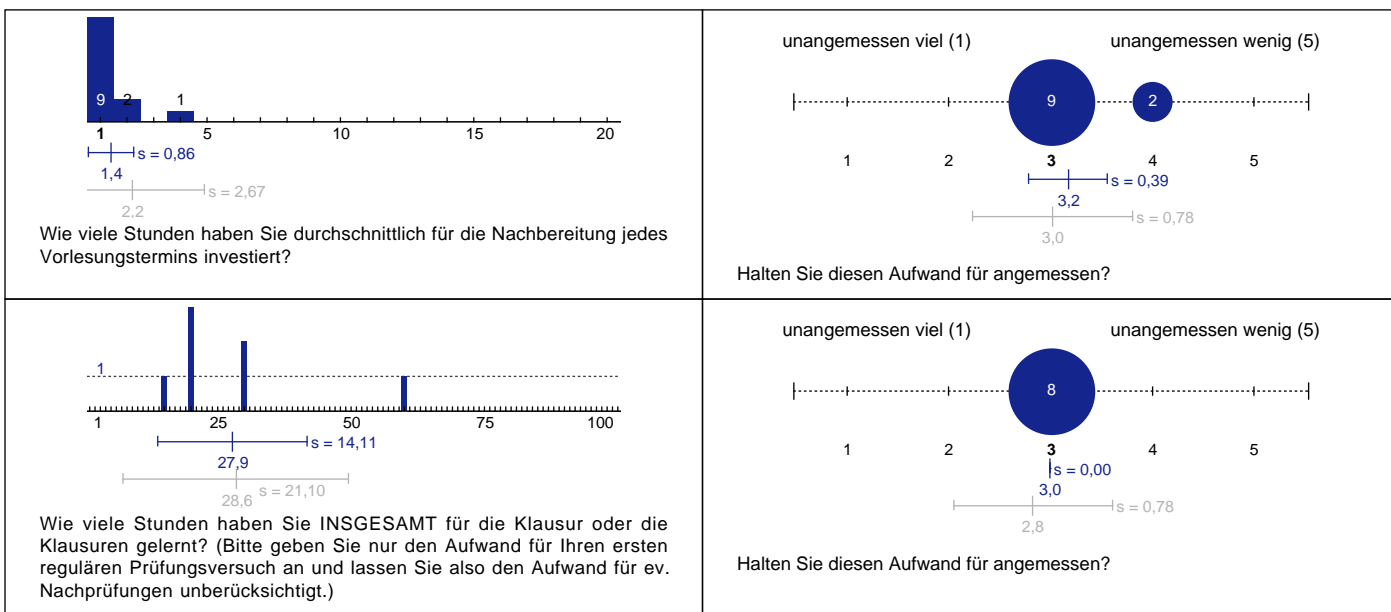 9 2 1
1 5 10 15 20
s = 0,86
1,4
s = 2,67
2,2
Wie viele Stunden haben Sie durchschnittlich für die Nachbereitung jedes
Vorlesungstermins investiert?
unangemessen viel (1) unangemessen wenig (5)
9 2
1 2 3 4 5
s = 0,39
3,2
s = 0,78
3,0
Halten Sie diesen Aufwand für angemessen?
1
1 25 50 75 100
s = 14,11
27,9
s = 21,10
28,6
Wie viele Stunden haben Sie INSGESAMT für die Klausur oder die
Klausuren gelernt? (Bitte geben Sie nur den Aufwand für Ihren ersten
regulären Prüfungsversuch an und lassen Sie also den Aufwand für ev.
Nachprüfungen unberücksichtigt.)
unangemessen viel (1) unangemessen wenig (5)
8
1 2 3 4 5
s = 0,00
3,0
s = 0,78
2,8
Halten Sie diesen Aufwand für angemessen?